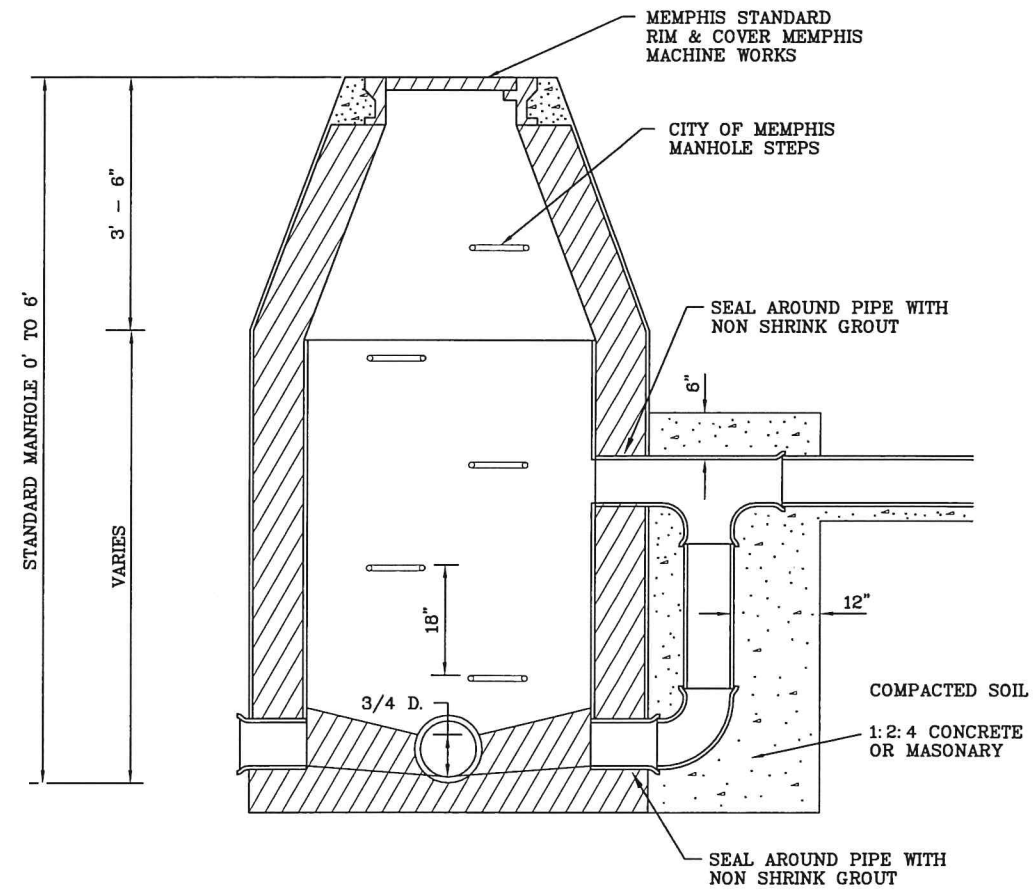 MEMPHIS STANDARD
RIM & COVER MEMPHIS
MACHINE WORKS
CITY OF MEMPHIS
MANHOLE STEPS
3' - 6"
STANDARD MANHOLE 0' TO 6'
SEAL AROUND PIPE WITH
NON SHRINK GROUT
6"
VARIES
18"
12"
3/4 D.
COMPACTED SOIL
1:2:4 CONCRETE
OR MASONARY
SEAL AROUND PIPE WITH
NON SHRINK GROUT